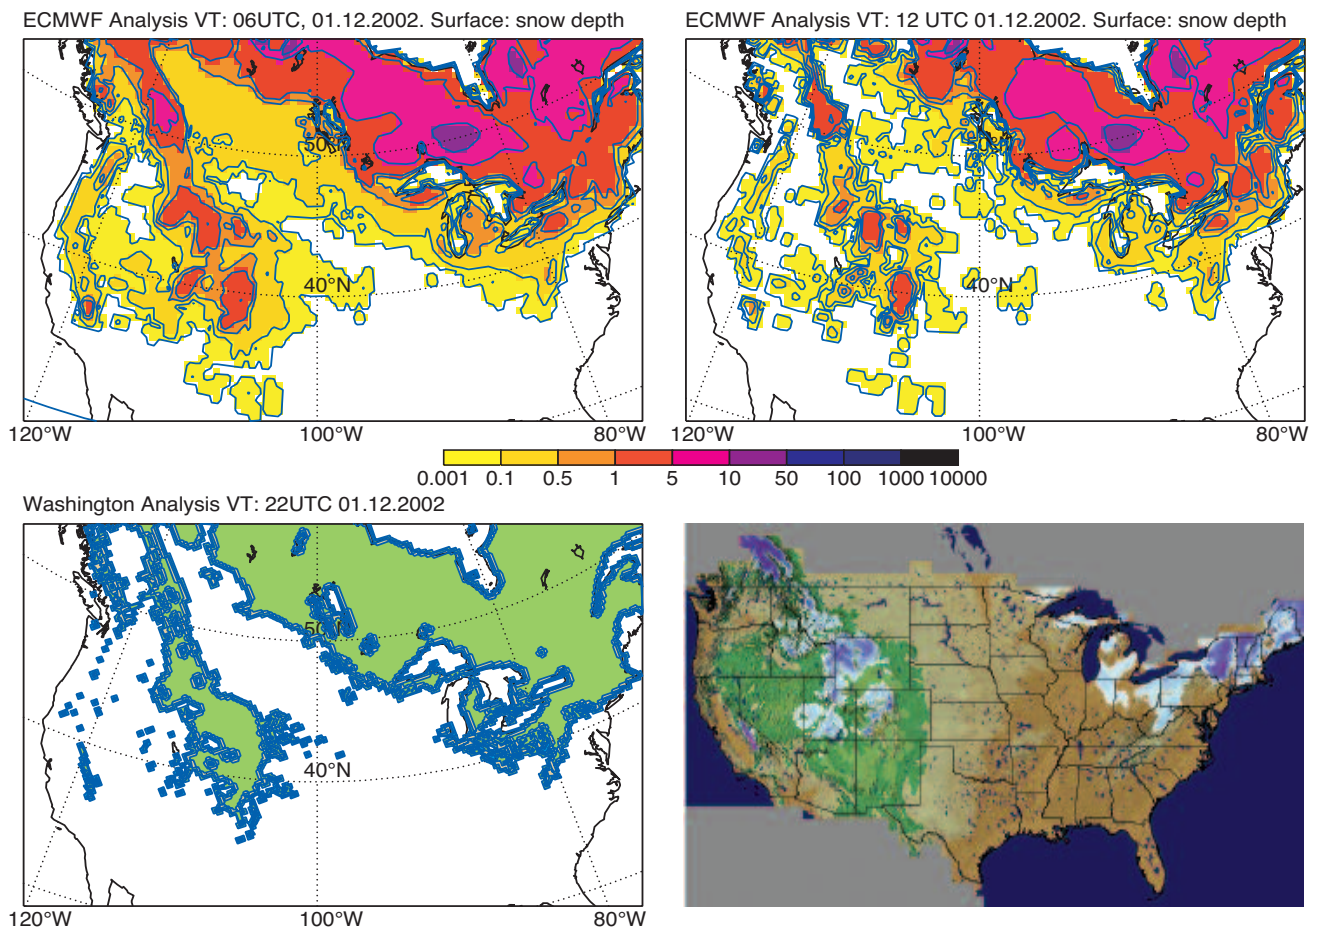 ECMWF Analysis VT: 06UTC, 01.12.2002. Surface: snow depth
50°N
40°N
120°W 100°W 80°W
ECMWF Analysis VT: 12 UTC 01.12.2002. Surface: snow depth
50°N
40°N
120°W 100°W 80°W
0.001 0.1 0.5 1 5 10 50 100 1000 10000
Washington Analysis VT: 22UTC 01.12.2002
50°N
40°N
120°W 100°W 80°W